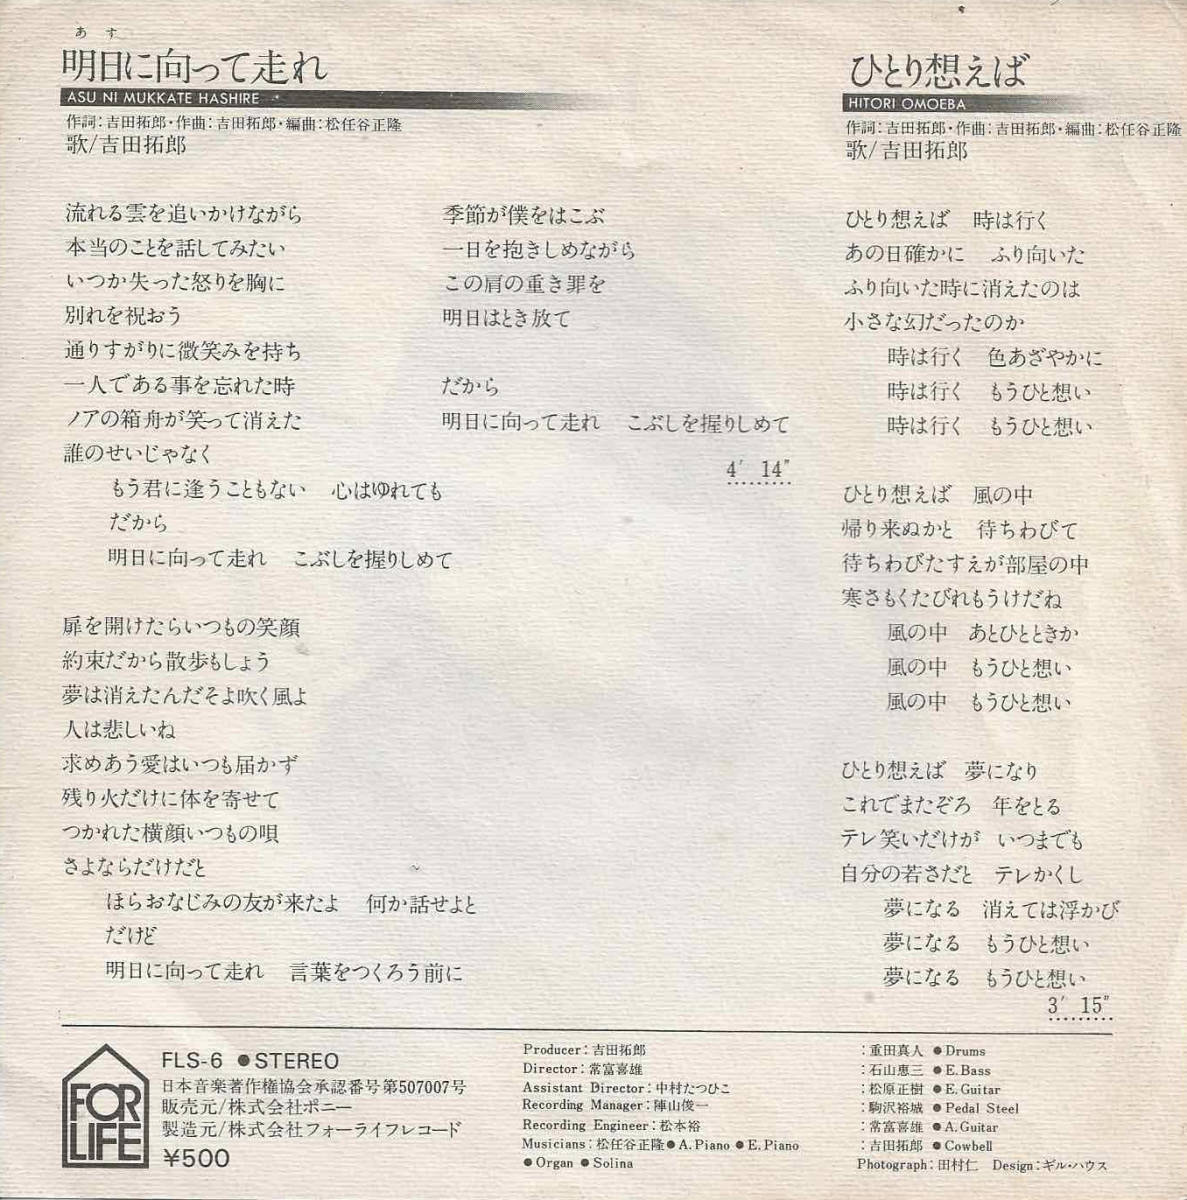 あす
明日に向って走れ
ASU NI MUKKATE HASHIRE
作詞：吉田拓郎・作曲：吉田拓郎・編曲：松任谷正隆
歌/吉田拓郎
流れる雲を追いかけながら
本当のことを話してみたい
いつか失った怒りを胸に
別れを祝おう
通りすがりに微笑みを持ち
一人である事を忘れた時
ノアの箱舟が笑って消えた
誰のせいじゃなく
もう君に逢うこともない　心はゆれても
だから
明日に向って走れ　こぶしを握りしめて
扉を開けたらいつもの笑顔
約束だから散歩もしよう
夢は消えたんだそよ吹く風よ
人は悲しいね
求めあう愛はいつも届かず
残り火だけに体を寄せて
つかれた横顔いつもの唄
さよならだけだと
ほらおなじみの友が来たよ　何か話せよと
だけど
明日に向って走れ　言葉をつくろう前に
季節が僕をはこぶ
一日を抱きしめながら
この肩の重き罪を
明日はとき放て
だから
明日に向って走れ　こぶしを握りしめて
4′ 14″
ひとり想えば
HITORI OMOEBA
作詞：吉田拓郎・作曲：吉田拓郎・編曲：松任谷正隆
歌/吉田拓郎
ひとり想えば　時は行く
あの日確かに　ふり向いた
ふり向いた時に消えたのは
小さな幻だったのか
時は行く　色あざやかに
時は行く　もうひと想い
時は行く　もうひと想い
ひとり想えば　風の中
帰り来ぬかと　待ちわびて
待ちわびたすえが部屋の中
寒さもくたびれもうけだね
風の中　あとひとときか
風の中　もうひと想い
風の中　もうひと想い
ひとり想えば　夢になり
これでまたぞろ　年をとる
テレ笑いだけが　いつまでも
自分の若さだと　テレかくし
夢になる　消えては浮かび
夢になる　もうひと想い
夢になる　もうひと想い
3′ 15″
FOR
LIFE
FLS-6 ●STEREO
日本音楽著作権協会承認番号第507007号
販売元/株式会社ポニー
製造元/株式会社フォーライフレコード
¥500
Producer：吉田拓郎
Director：常富喜雄
Assistant Director：中村たつひこ
Recording Manager：陣山俊一
Recording Engineer：松本裕
Musicians：松任谷正隆●A.Piano●E.Piano
●Organ●Solina
：重田真人●Drums
：石山恵三●E.Bass
：松原正樹●E.Guitar
：駒沢裕城●Pedal Steel
：常富喜雄●A.Guitar
：吉田拓郎●Cowbell
Photograph：田村仁　Design：ギル・ハウス